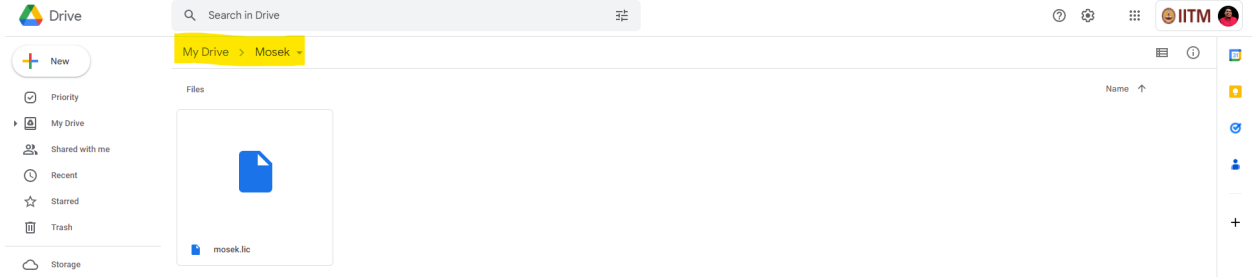 Drive
Search in Drive
IITM
New
My Drive > Mosek
Priority
My Drive
Shared with me
Recent
Starred
Trash
Storage
Files
Name
mosek.lic